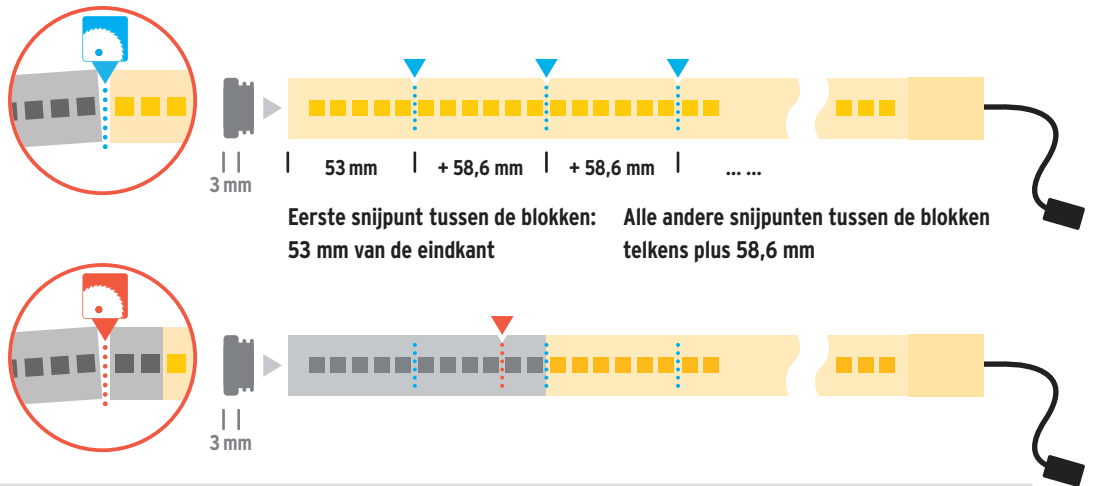 53 mm + 58,6 mm + 58,6 mm ... ...
3 mm
Eerste snijpunt tussen de blokken:
53 mm van de eindkant
Alle andere snijpunten tussen de blokken
telkens plus 58,6 mm
3 mm